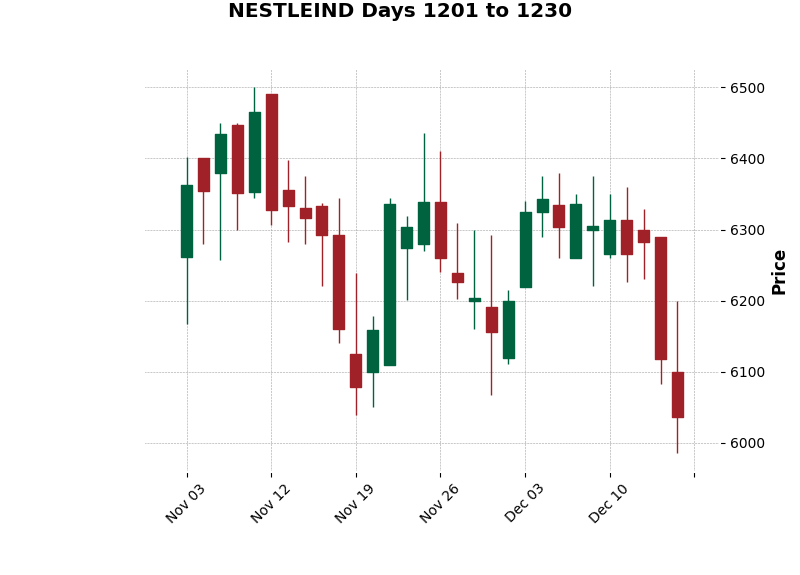 NESTLEIND Days 1201 to 1230
6500
6400
6300
6200
6100
6000
Price
Nov 03
Nov 12
Nov 19
Nov 26
Dec 03
Dec 10